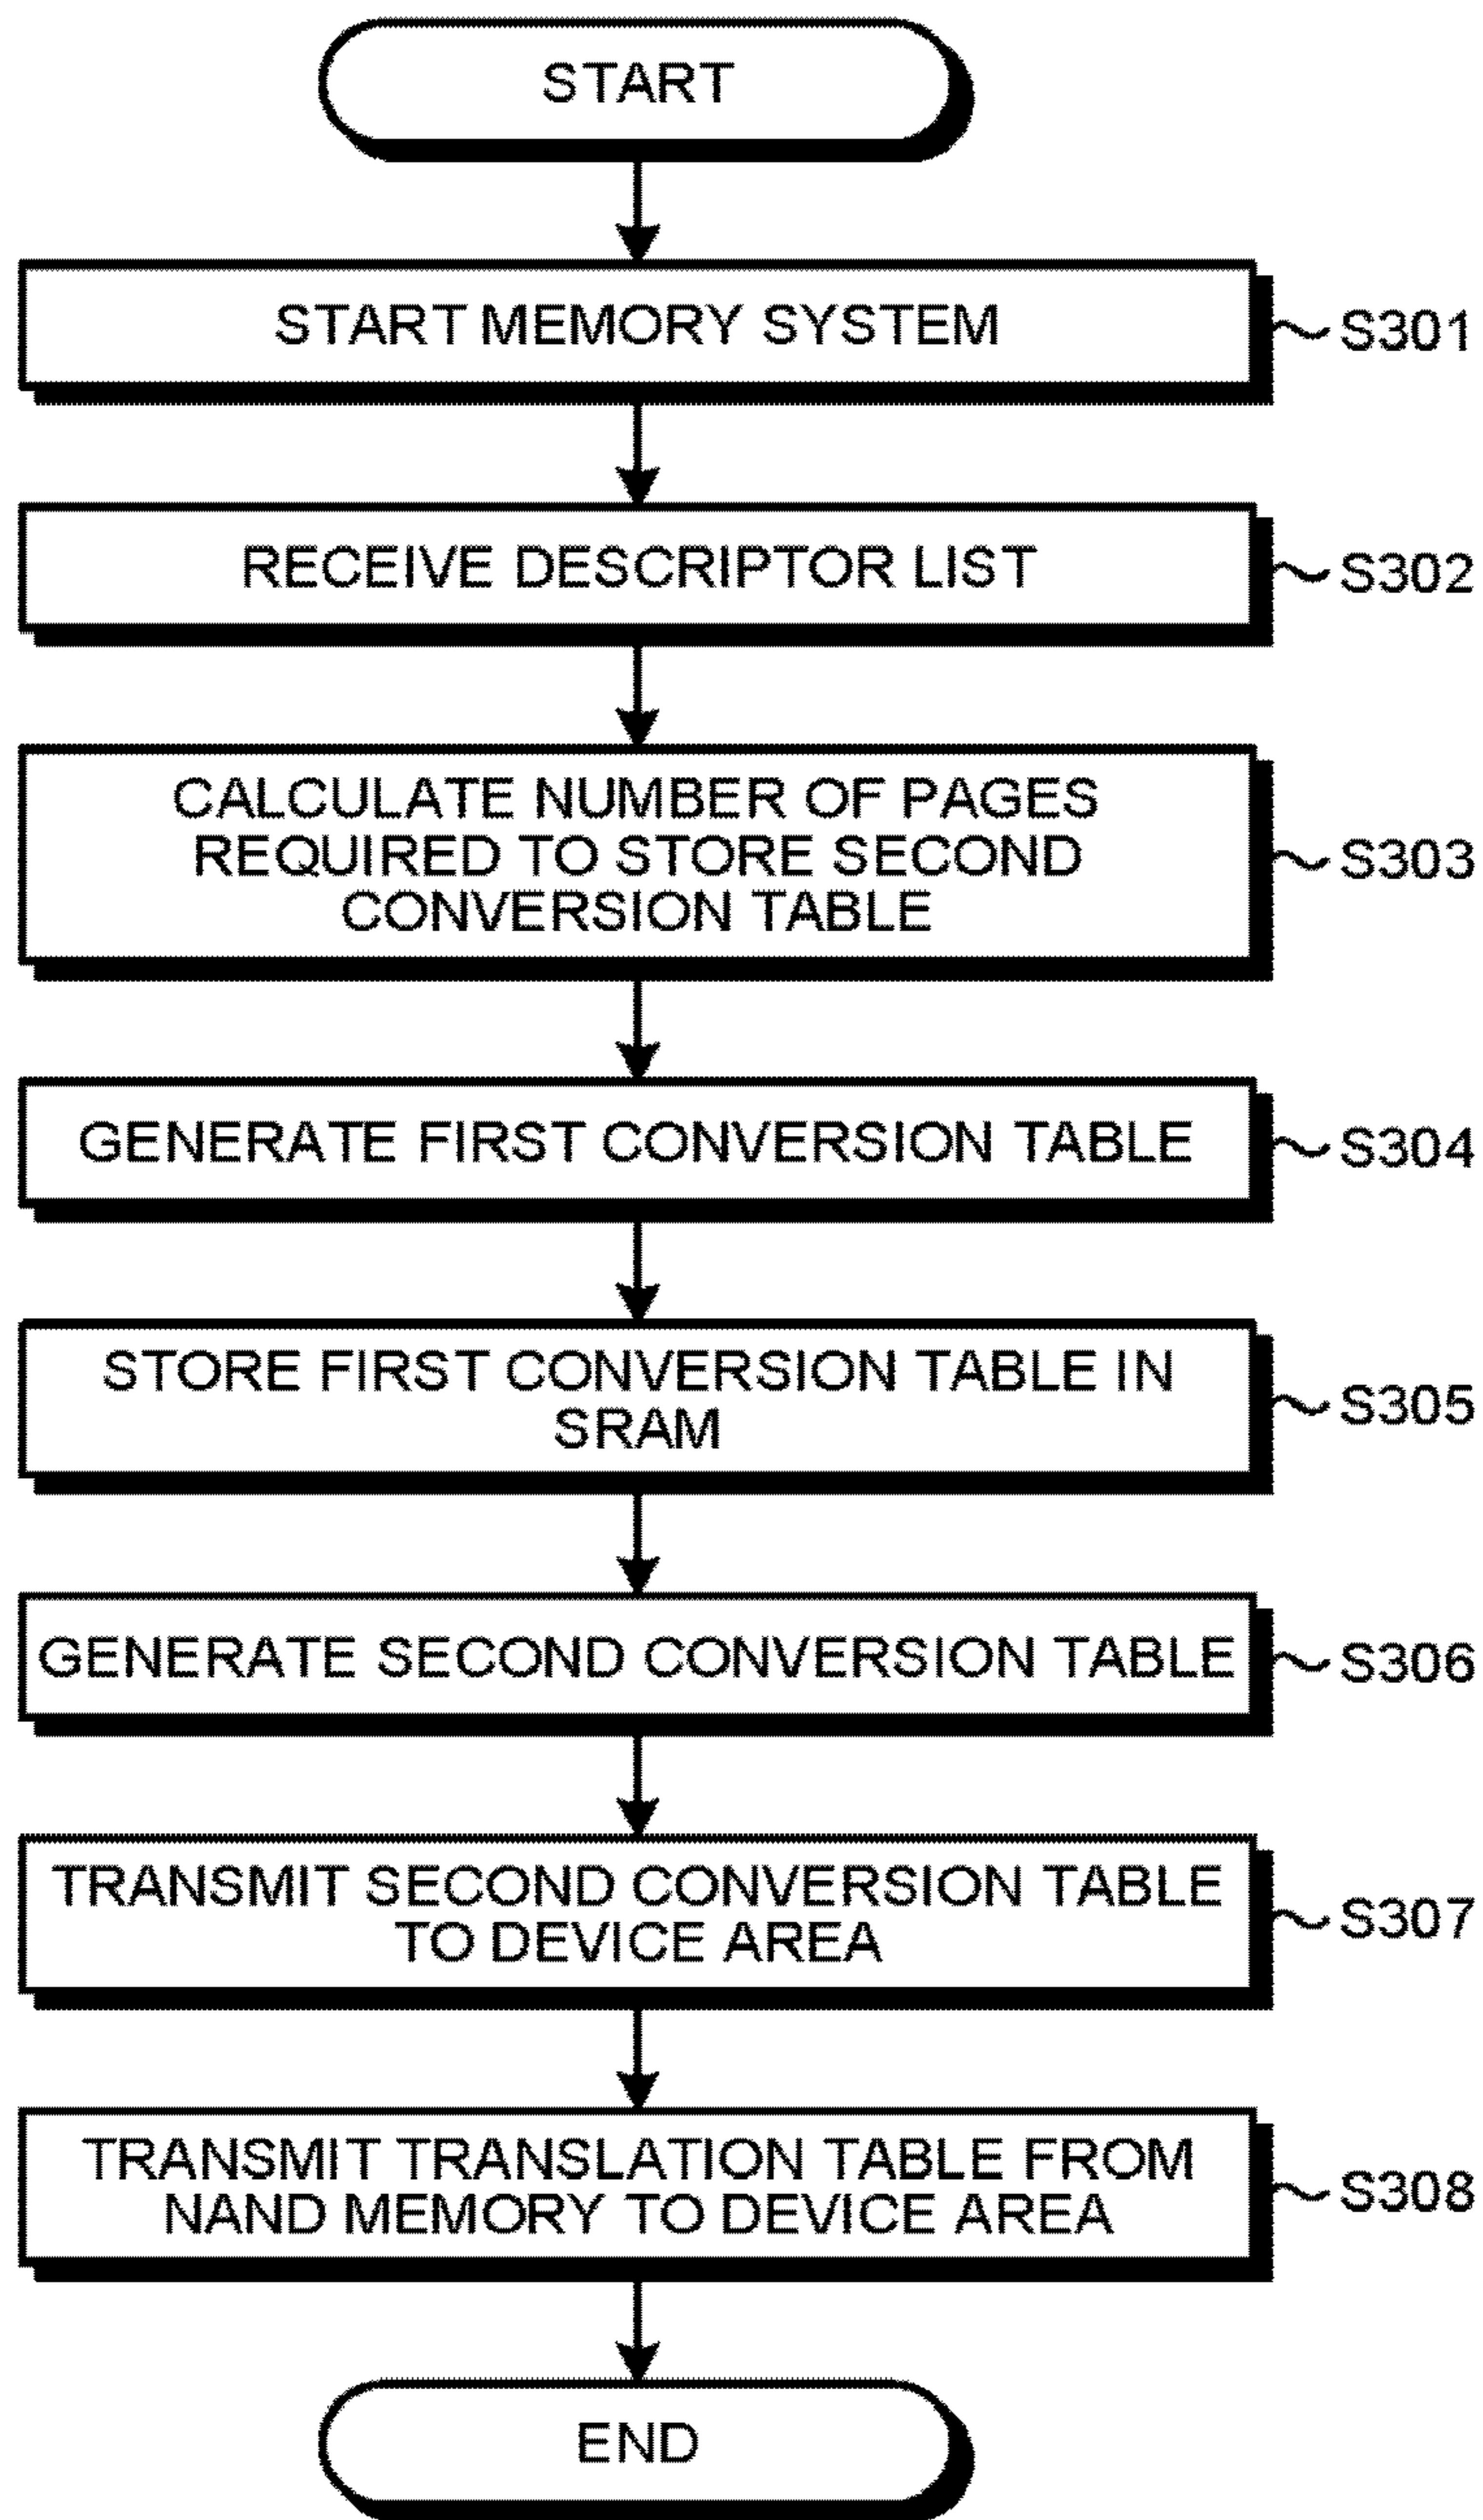 START
START MEMORY SYSTEM
S301
RECEIVE DESCRIPTOR LIST
S302
CALCULATE NUMBER OF PAGES
REQUIRED TO STORE SECOND
CONVERSION TABLE
S303
GENERATE FIRST CONVERSION TABLE
S304
STORE FIRST CONVERSION TABLE IN
SRAM
S305
GENERATE SECOND CONVERSION TABLE
S306
TRANSMIT SECOND CONVERSION TABLE
TO DEVICE AREA
S307
TRANSMIT TRANSLATION TABLE FROM
NAND MEMORY TO DEVICE AREA
S308
END